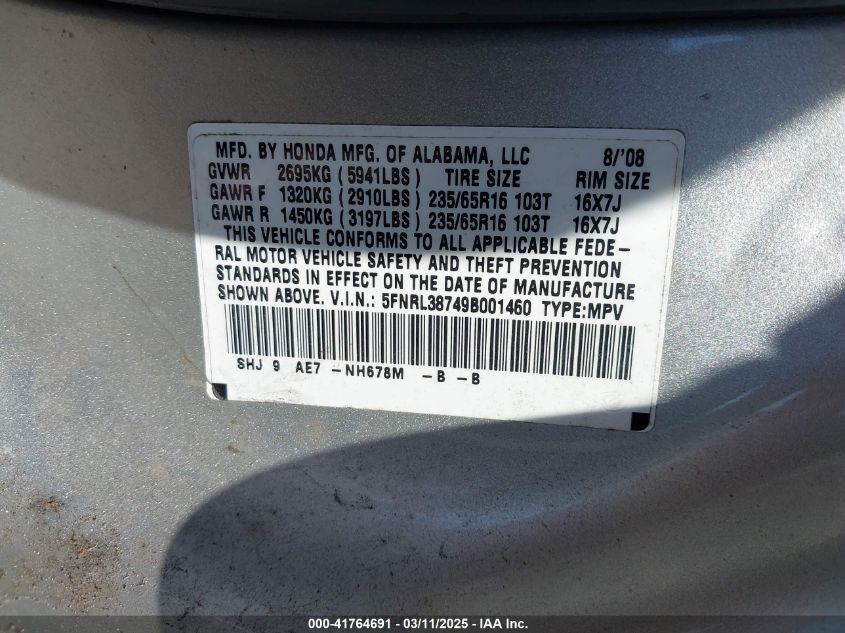 MFD. BY HONDA MFG. OF ALABAMA, LLC 8/'08
GVWR 2695KG (5941LBS) TIRE SIZE RIM SIZE
GAWR F 1320KG (2910LBS) 235/65R16 103T 16X7J
GAWR R 1450KG (3197LBS) 235/65R16 103T 16X7J
THIS VEHICLE CONFORMS TO ALL APPLICABLE FEDE-
RAL MOTOR VEHICLE SAFETY AND THEFT PREVENTION
STANDARDS IN EFFECT ON THE DATE OF MANUFACTURE
SHOWN ABOVE. V.I.N.: 5FNRL38749B001460 TYPE:MPV
SHJ 9 AE7 -NH678M -B -B
000-41764691 - 03/11/2025 - IAA Inc.